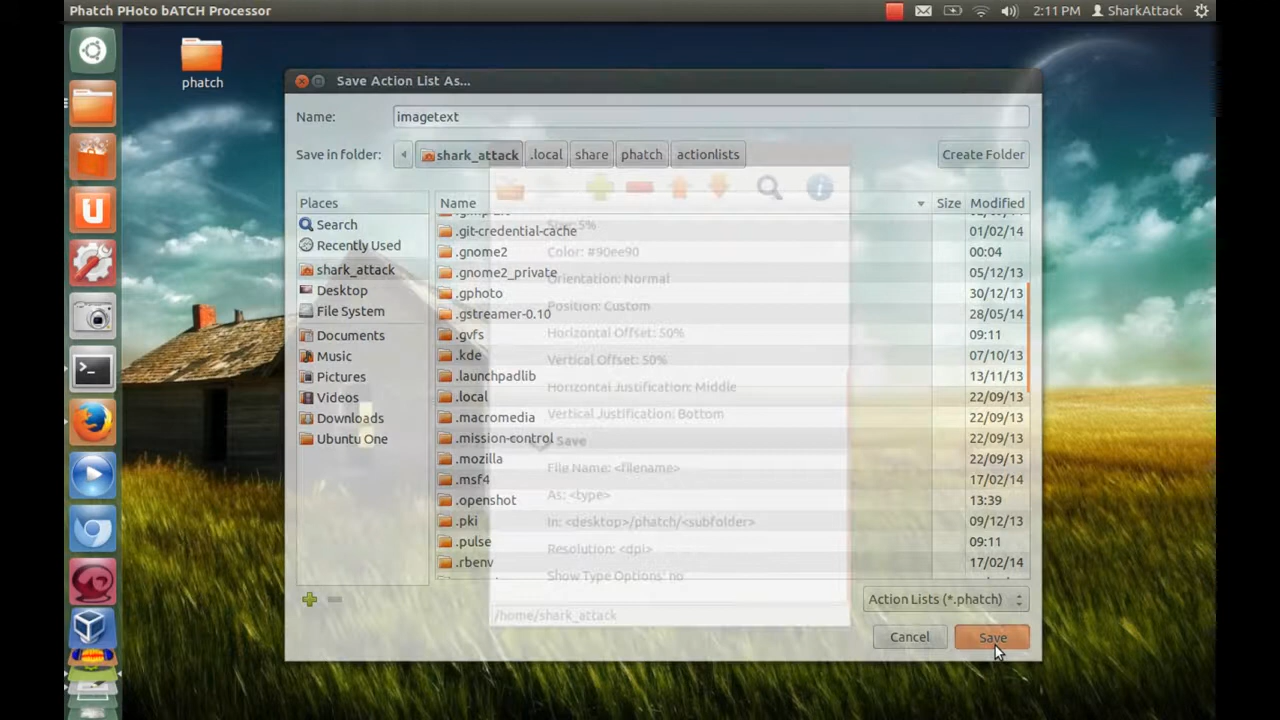 Phatch PHoto bATCH Processor
2:11 PM
SharkAttack
phatch
Save Action List As...
Name:
imagetext
Save in folder:
shark_attack
.local
share
phatch
actionlists
Create Folder
Places
Name
Size
Modified
Search
Recently Used
shark_attack
Desktop
File System
Documents
Music
Pictures
Videos
Downloads
Ubuntu One
.git-credential-cache 01/02/14
.gnome2 00:04
.gnome2_private 05/12/13
.gphoto 30/12/13
.gstreamer-0.10 28/05/14
.gvfs 09:11
.kde 07/10/13
.launchpadlib 13/11/13
.local 22/09/13
.macromedia 22/09/13
.mission-control 22/09/13
.mozilla 22/09/13
.msf4 17/02/14
.openshot 13:39
.pki 09/12/13
.pulse 09:11
.rbenv 17/02/14
Size: 5%
Color: #90ee90
Orientation: Normal
Position: Custom
Horizontal Offset: 50%
Vertical Offset: 50%
Horizontal Justification: Middle
Vertical Justification: Bottom
Save
File Name: <filename>
As: <type>
In: <desktop>/phatch/<subfolder>
Resolution: <dpi>
Show Type Options: no
/home/shark_attack
Action Lists (*.phatch)
Cancel
Save